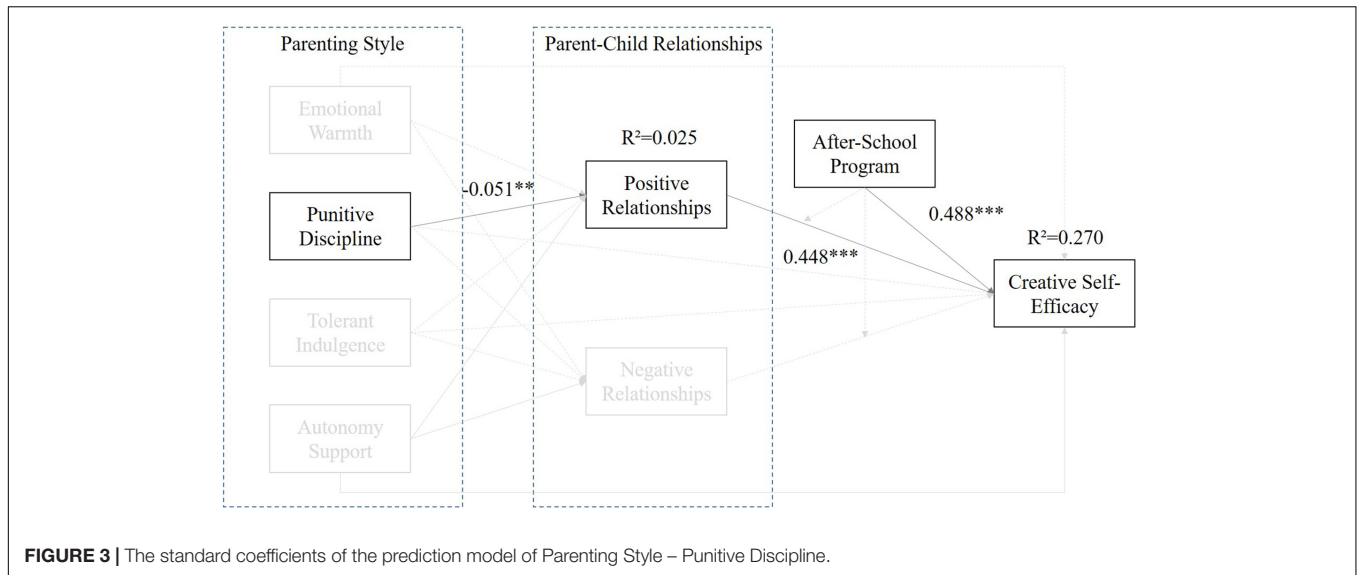 Parenting Style
Parent-Child Relationships
Emotional
Warmth
R²=0.025
After-School
Program
-0.051**
Positive
Relationships
Punitive
Discipline
0.488***
R²=0.270
0.448***
Creative Self-
Efficacy
Tolerant
Indulgence
Negative
Relationships
Autonomy
Support
FIGURE 3 | The standard coefficients of the prediction model of Parenting Style – Punitive Discipline.